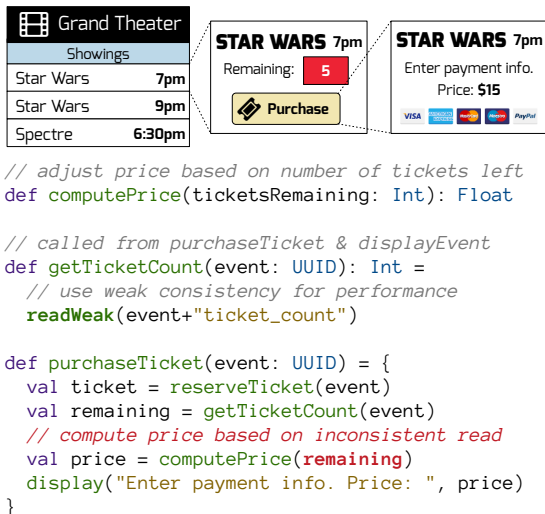 Grand Theater
Showings
Star Wars 7pm
Star Wars 9pm
Spectre 6:30pm
STAR WARS 7pm
Remaining: 5
Purchase
STAR WARS 7pm
Enter payment info.
Price: $15
VISA AMERICAN EXPRESS MasterCard Maestro PayPal
// adjust price based on number of tickets left
def computePrice(ticketsRemaining: Int): Float
// called from purchaseTicket & displayEvent
def getTicketCount(event: UUID): Int =
// use weak consistency for performance
readWeak(event+"ticket_count")
def purchaseTicket(event: UUID) = {
val ticket = reserveTicket(event)
val remaining = getTicketCount(event)
// compute price based on inconsistent read
val price = computePrice(remaining)
display("Enter payment info. Price: ", price)
}